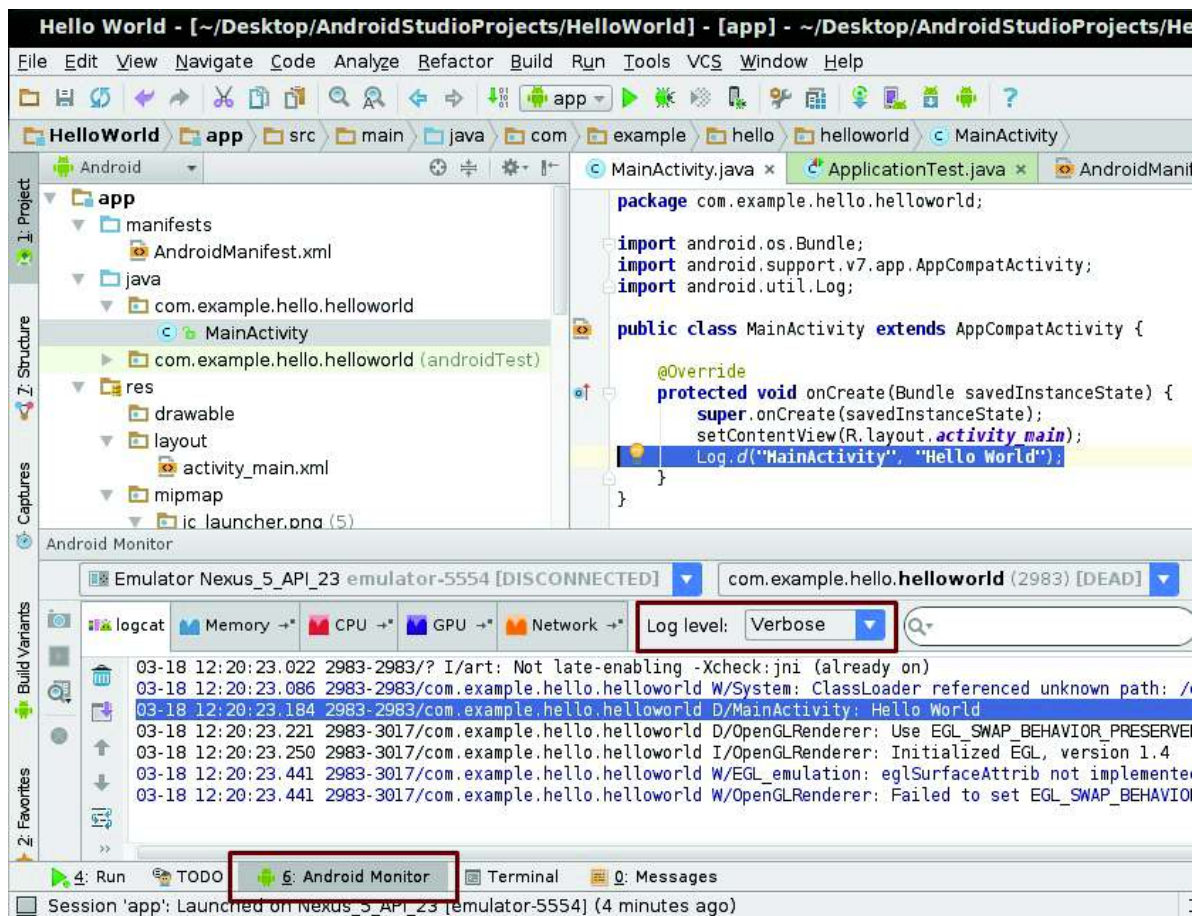 Hello World - [~/Desktop/AndroidStudioProjects/HelloWorld] - [app] - ~/Desktop/AndroidStudioProjects/He
File Edit View Navigate Code Analyze Refactor Build Run Tools VCS Window Help
app
?
HelloWorld app src main java com example hello helloworld MainActivity
Android
MainActivity.java × ApplicationTest.java × AndroidManif
1: Project
7: Structure
Captures
Build Variants
2: Favorites
app
manifests
AndroidManifest.xml
java
com.example.hello.helloworld
MainActivity
com.example.hello.helloworld (androidTest)
res
drawable
layout
activity_main.xml
mipmap
ic_launcher.png (5)
package com.example.hello.helloworld;
import android.os.Bundle;
import android.support.v7.app.AppCompatActivity;
import android.util.Log;
public class MainActivity extends AppCompatActivity {
@Override
protected void onCreate(Bundle savedInstanceState) {
super.onCreate(savedInstanceState);
setContentView(R.layout.activity_main);
Log.d("MainActivity", "Hello World");
}
}
Android Monitor
Emulator Nexus_5_API_23 emulator-5554 [DISCONNECTED] com.example.hello.helloworld (2983) [DEAD]
logcat Memory CPU GPU Network Log level: Verbose
03-18 12:20:23.022 2983-2983/? I/art: Not late-enabling -Xcheck:jni (already on)
03-18 12:20:23.086 2983-2983/com.example.hello.helloworld W/System: ClassLoader referenced unknown path: /
03-18 12:20:23.184 2983-2983/com.example.hello.helloworld D/MainActivity: Hello World
03-18 12:20:23.221 2983-3017/com.example.hello.helloworld D/OpenGLRenderer: Use EGL_SWAP_BEHAVIOR_PRESERVE
03-18 12:20:23.250 2983-3017/com.example.hello.helloworld I/OpenGLRenderer: Initialized EGL, version 1.4
03-18 12:20:23.441 2983-3017/com.example.hello.helloworld W/EGL_emulation: eglSurfaceAttrib not implemente
03-18 12:20:23.441 2983-3017/com.example.hello.helloworld W/OpenGLRenderer: Failed to set EGL_SWAP_BEHAVIO
4: Run TODO 6: Android Monitor Terminal 0: Messages
Session 'app': Launched on Nexus_5_API_23 [emulator-5554] (4 minutes ago)